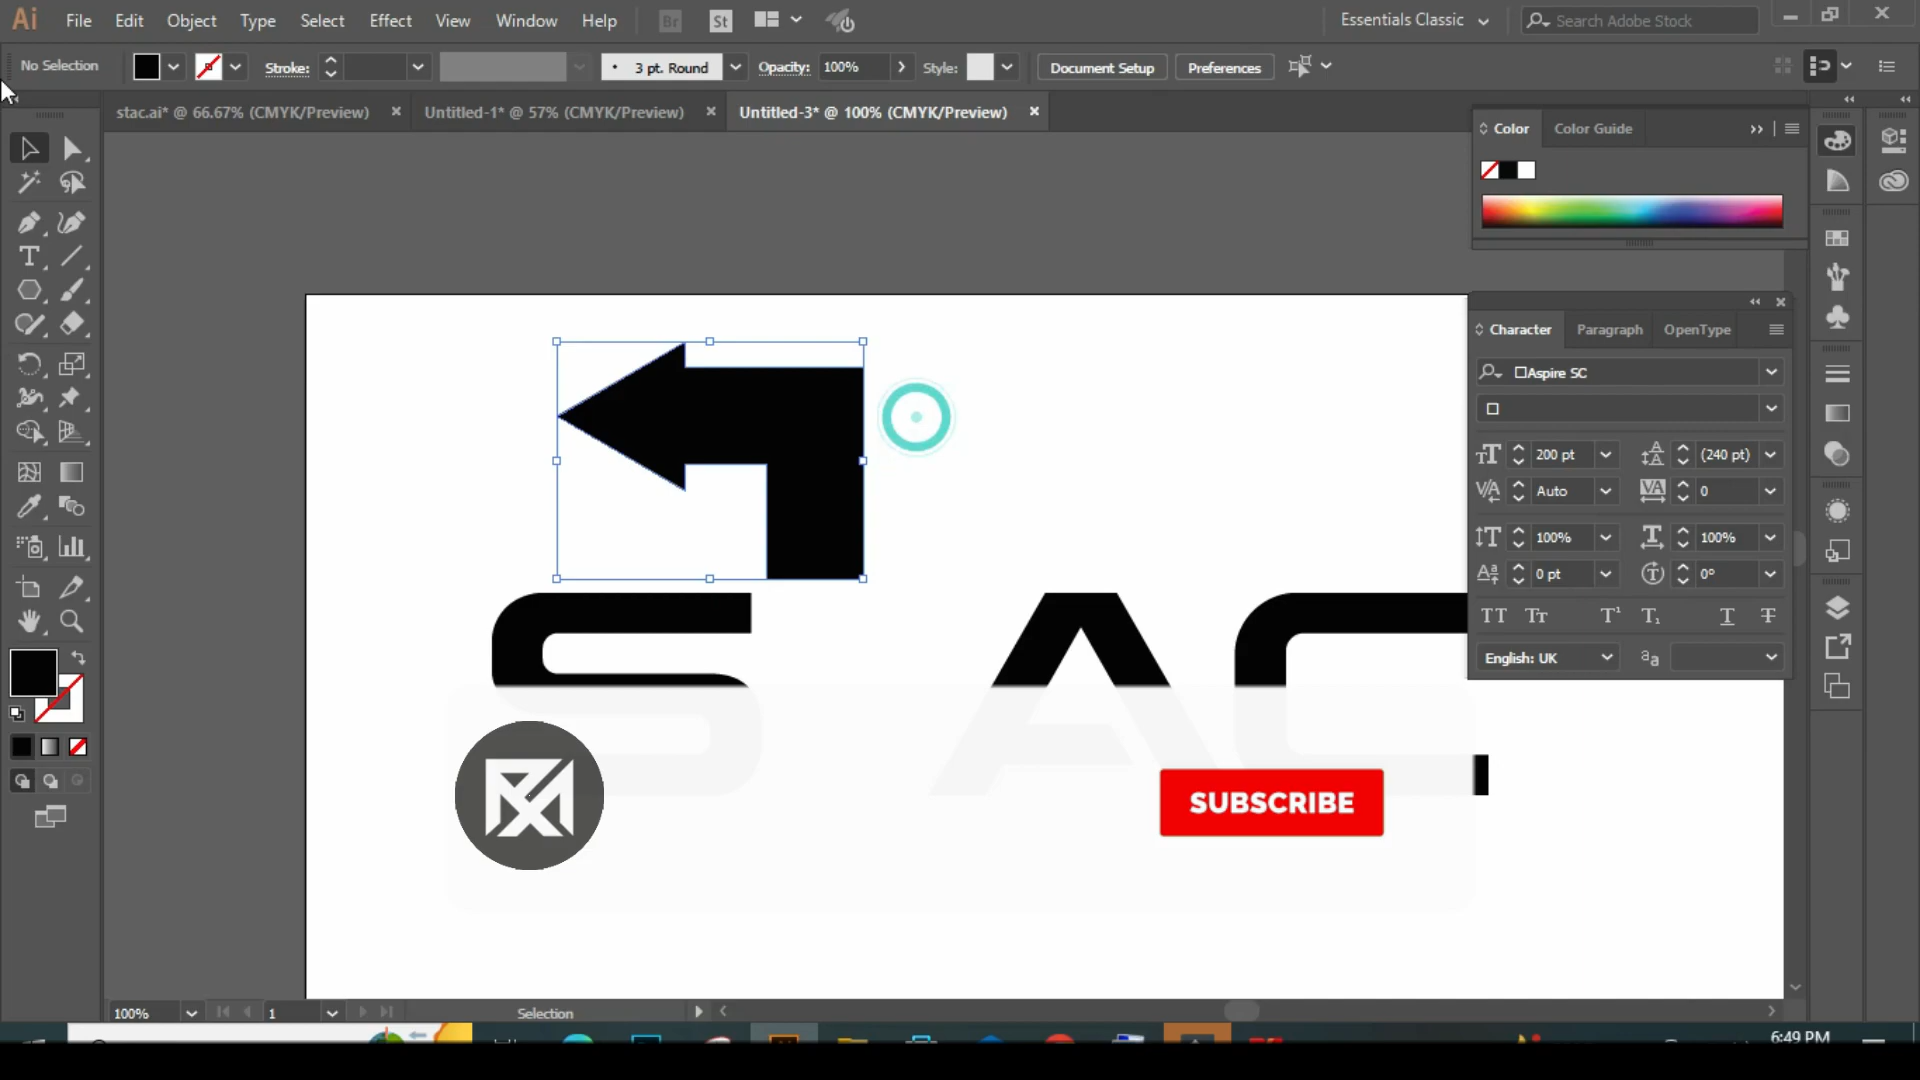 Ai File Edit Object Type Select Effect View Window Help Br St Essentials Classic Search Adobe Stock
No Selection Stroke: 3 pt. Round Opacity: 100% Style: Document Setup Preferences
stac.ai* @ 66.67% (CMYK/Preview) Untitled-1* @ 57% (CMYK/Preview) Untitled-3* @ 100% (CMYK/Preview)
Color Color Guide
Character Paragraph OpenType
Aspire SC
200 pt (240 pt)
Auto 0
100% 100%
0 pt 0°
English: UK
S AC
SUBSCRIBE
100% 1 Selection
6:49 PM